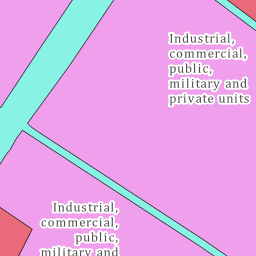 Industrial,
commercial,
public,
military and
private units
Industrial,
commercial,
public,
military and